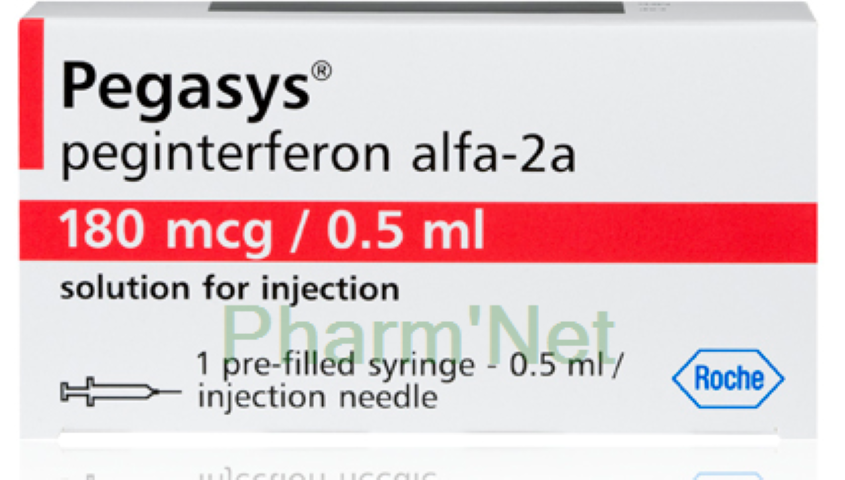 Pegasys®
peginterferon alfa-2a
180 mcg / 0.5 ml
solution for injection
Pharm'Net
1 pre-filled syringe - 0.5 ml /
injection needle
Roche